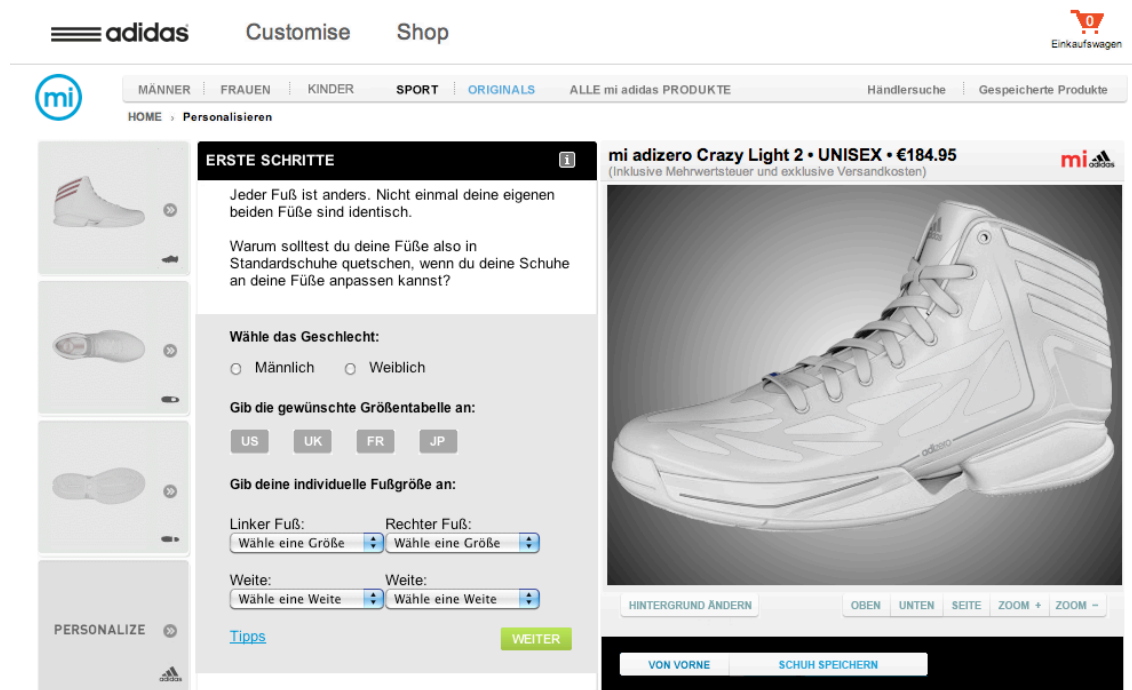 adidas Customise Shop
0
Einkaufswagen
mi MÄNNER FRAUEN KINDER SPORT ORIGINALS ALLE mi adidas PRODUKTE Händlersuche Gespeicherte Produkte
HOME › Personalisieren
ERSTE SCHRITTE i
Jeder Fuß ist anders. Nicht einmal deine eigenen
beiden Füße sind identisch.
Warum solltest du deine Füße also in
Standardschuhe quetschen, wenn du deine Schuhe
an deine Füße anpassen kannst?
Wähle das Geschlecht:
Männlich Weiblich
Gib die gewünschte Größentabelle an:
US UK FR JP
Gib deine individuelle Fußgröße an:
Linker Fuß: Rechter Fuß:
Wähle eine Größe Wähle eine Größe
Weite: Weite:
Wähle eine Weite Wähle eine Weite
Tipps WEITER
PERSONALIZE
adidas
mi adizero Crazy Light 2 • UNISEX • €184.95
(Inklusive Mehrwertsteuer und exklusive Versandkosten)
mi adidas
adidas
adizero
HINTERGRUND ÄNDERN OBEN UNTEN SEITE ZOOM + ZOOM –
VON VORNE SCHUH SPEICHERN